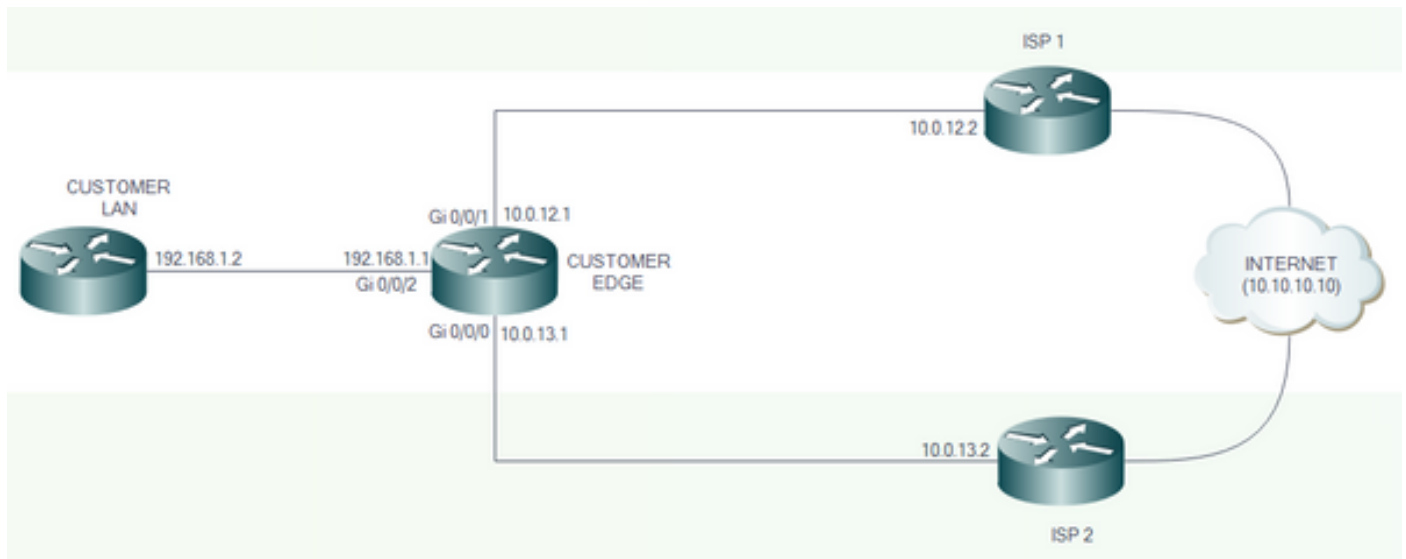 ISP 1
10.0.12.2
CUSTOMER
LAN
Gi 0/0/1 10.0.12.1
192.168.1.2
192.168.1.1
Gi 0/0/2
CUSTOMER
EDGE
INTERNET
(10.10.10.10)
Gi 0/0/0 10.0.13.1
10.0.13.2
ISP 2